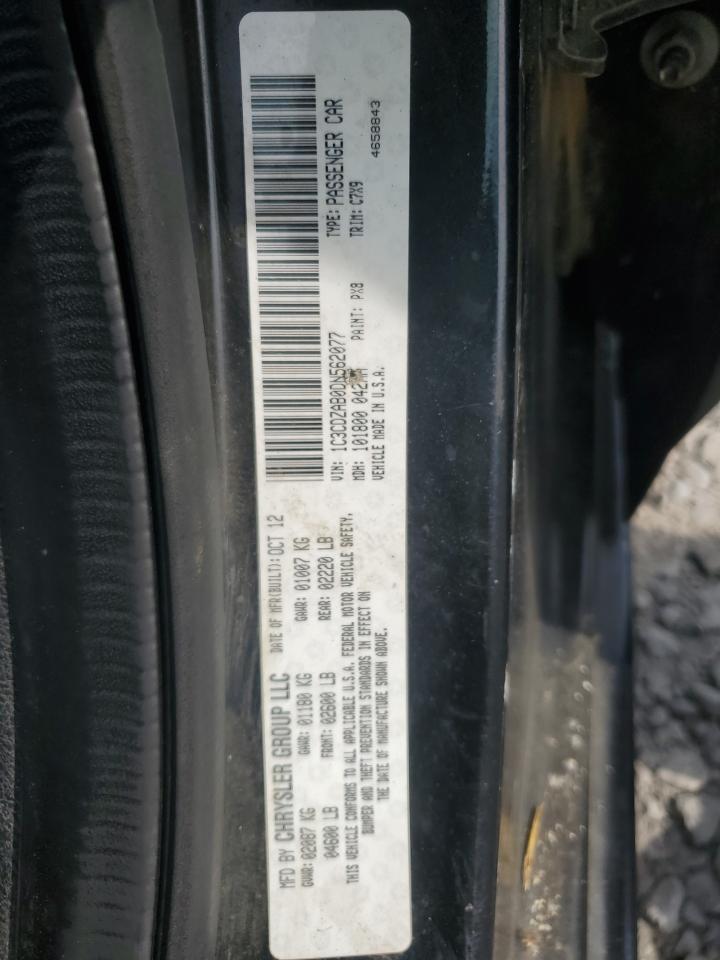 MFD BY CHRYSLER GROUP LLC DATE OF MFR(BUILT): OCT 12
GVWR: 02087 KG GAWR: 01180 KG GAWR: 01007 KG
04600 LB FRONT: 02600 LB REAR: 02220 LB
THIS VEHICLE CONFORMS TO ALL APPLICABLE U.S.A. FEDERAL MOTOR VEHICLE SAFETY,
BUMPER AND THEFT PREVENTION STANDARDS IN EFFECT ON
THE DATE OF MANUFACTURE SHOWN ABOVE.
VIN: 1C3CDZAB0DN562077 TYPE: PASSENGER CAR
MDH: 101800 PAINT: PX8 TRIM: C7X9
VEHICLE MADE IN U.S.A. 4658843